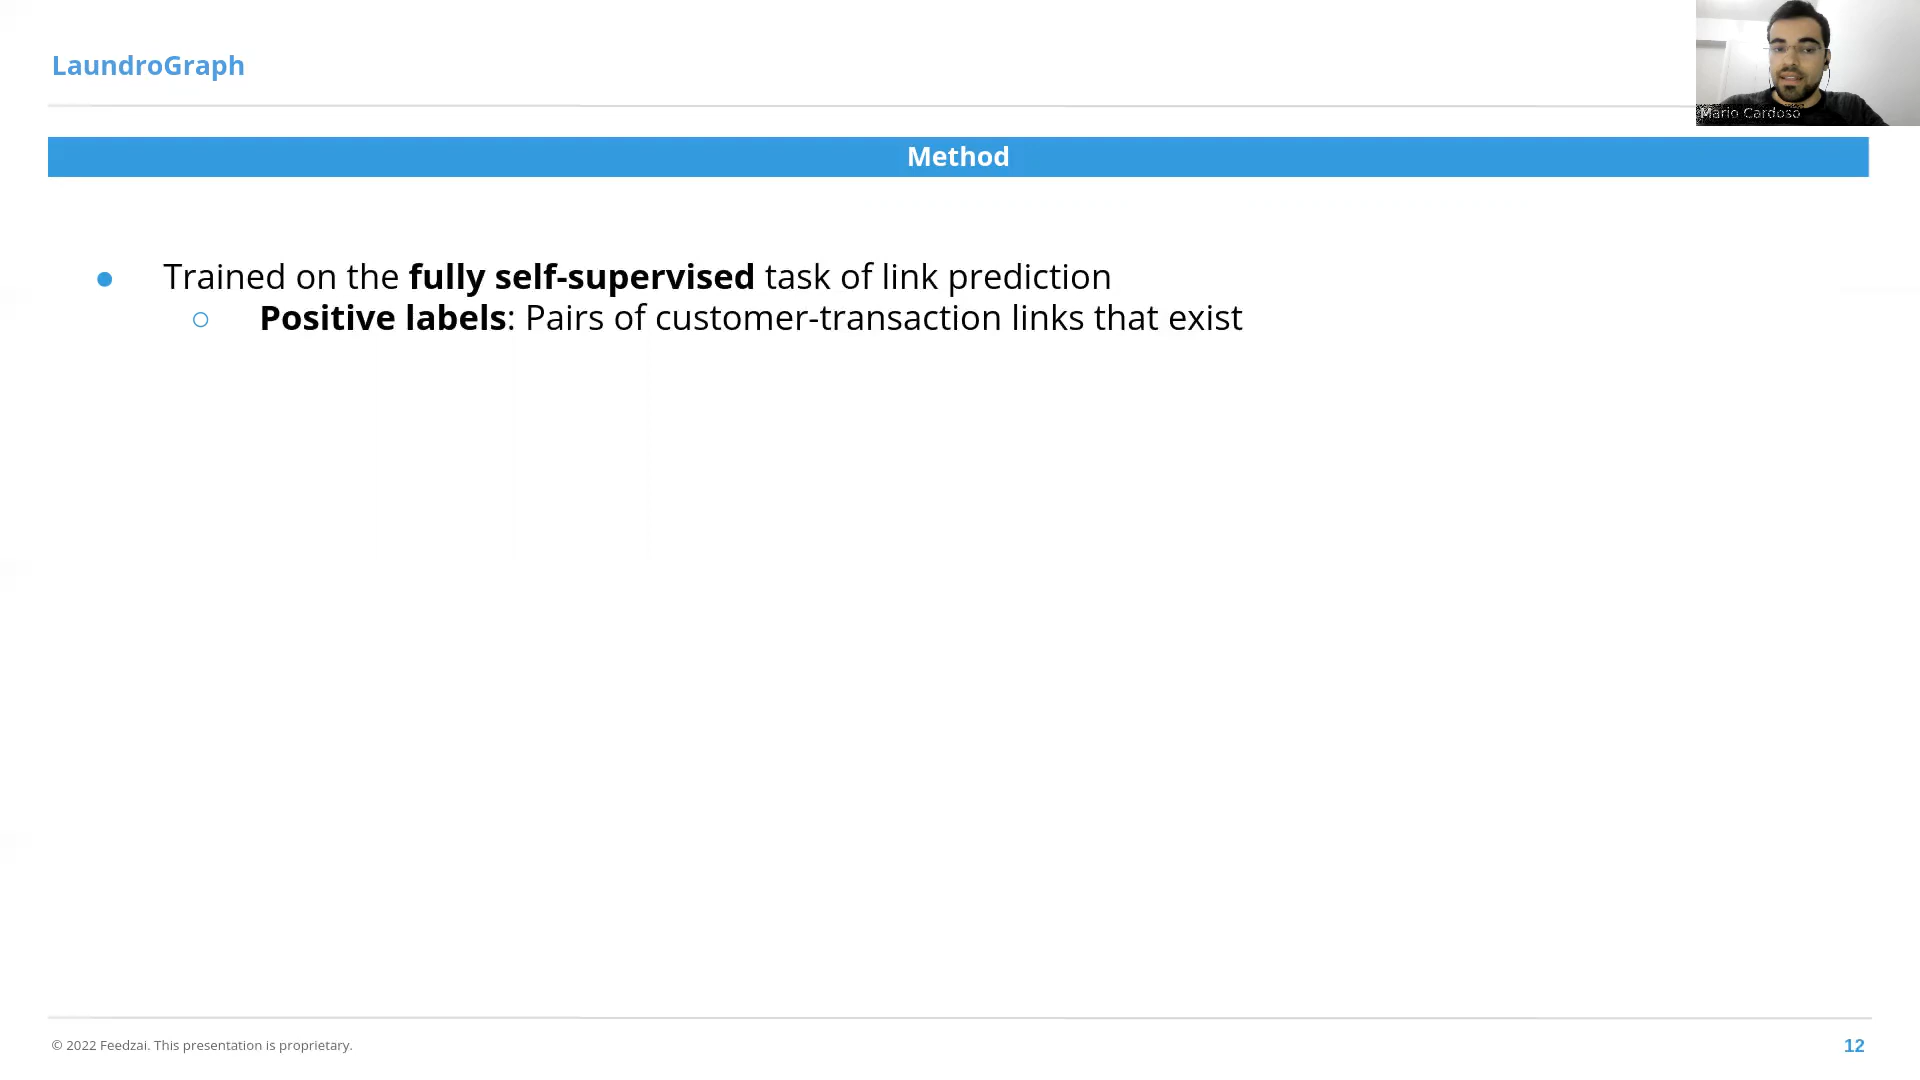 LaundroGraph
Mario Cardoso
Method
Trained on the fully self-supervised task of link prediction
Positive labels: Pairs of customer-transaction links that exist
© 2022 Feedzai. This presentation is proprietary.
12